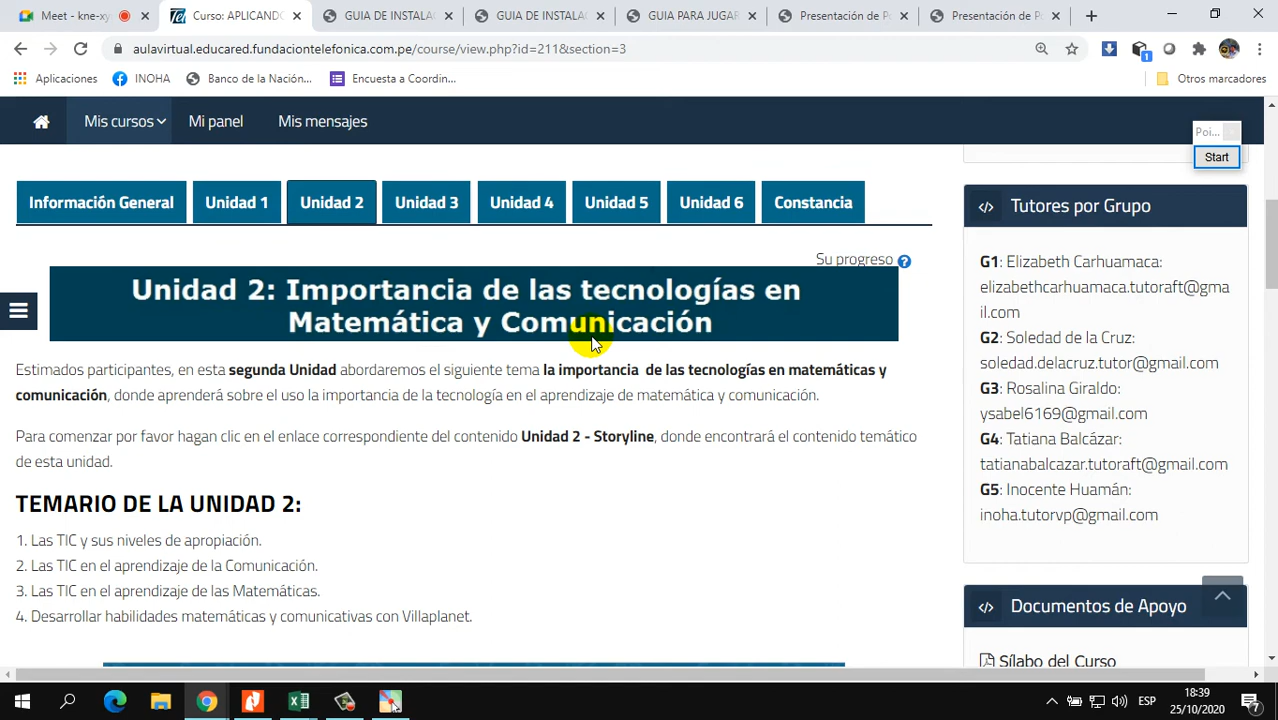 Meet - kne-xy
Curso: APLICANDO
GUIA DE INSTALAC
GUIA DE INSTALAC
GUIA PARA JUGAR
Presentación de P
Presentación de P
aulavirtual.educared.fundaciontelefonica.com.pe/course/view.php?id=211&section=3
Aplicaciones
INOHA
Banco de la Nación...
Encuesta a Coordin...
Otros marcadores
Mis cursos
Mi panel
Mis mensajes
Poi...
Start
Información General
Unidad 1
Unidad 2
Unidad 3
Unidad 4
Unidad 5
Unidad 6
Constancia
Su progreso
Unidad 2: Importancia de las tecnologías en
Matemática y Comunicación
Estimados participantes, en esta segunda Unidad abordaremos el siguiente tema la importancia de las tecnologías en matemáticas y
comunicación, donde aprenderá sobre el uso la importancia de la tecnología en el aprendizaje de matemática y comunicación.
Para comenzar por favor hagan clic en el enlace correspondiente del contenido Unidad 2 - Storyline, donde encontrará el contenido temático
de esta unidad.
TEMARIO DE LA UNIDAD 2:
1. Las TIC y sus niveles de apropiación.
2. Las TIC en el aprendizaje de la Comunicación.
3. Las TIC en el aprendizaje de las Matemáticas.
4. Desarrollar habilidades matemáticas y comunicativas con Villaplanet.
Tutores por Grupo
G1: Elizabeth Carhuamaca:
elizabethcarhuamaca.tutoraft@gma
il.com
G2: Soledad de la Cruz:
soledad.delacruz.tutor@gmail.com
G3: Rosalina Giraldo:
ysabel6169@gmail.com
G4: Tatiana Balcázar:
tatianabalcazar.tutoraft@gmail.com
G5: Inocente Huamán:
inoha.tutorvp@gmail.com
Documentos de Apoyo
Sílabo del Curso
ESP
18:39
25/10/2020
7